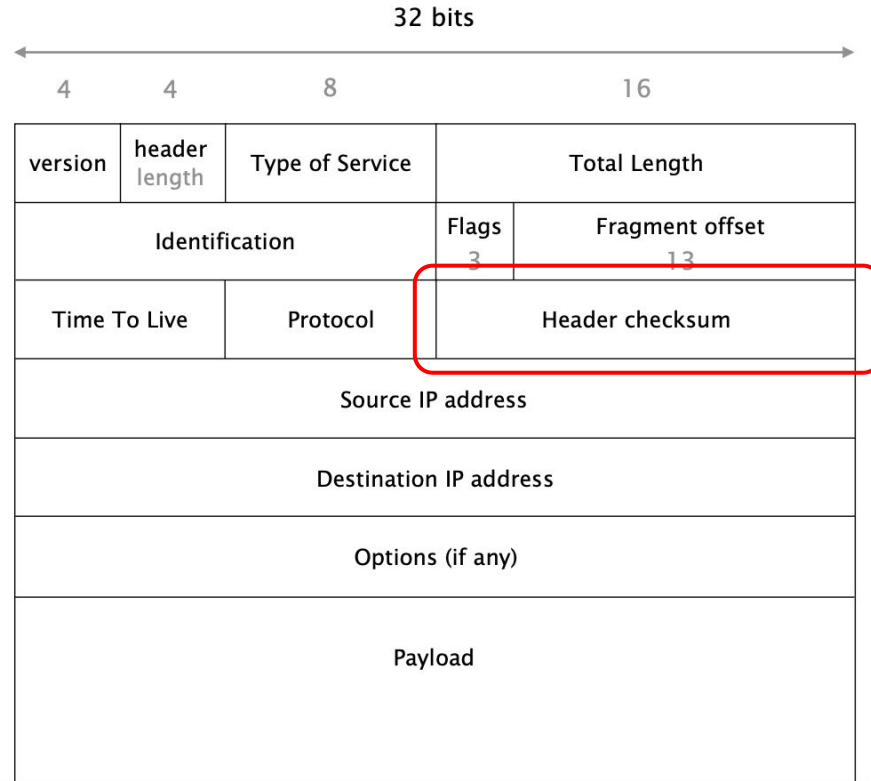 32 bits
4 4 8 16
version header length Type of Service Total Length
Identification Flags 3 Fragment offset 13
Time To Live Protocol Header checksum
Source IP address
Destination IP address
Options (if any)
Payload